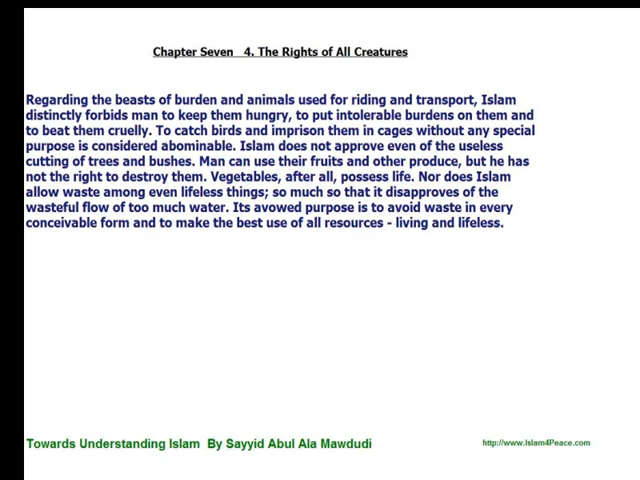 Chapter Seven   4. The Rights of All Creatures
Regarding the beasts of burden and animals used for riding and transport, Islam
distinctly forbids man to keep them hungry, to put intolerable burdens on them and
to beat them cruelly. To catch birds and imprison them in cages without any special
purpose is considered abominable. Islam does not approve even of the useless
cutting of trees and bushes. Man can use their fruits and other produce, but he has
not the right to destroy them. Vegetables, after all, possess life. Nor does Islam
allow waste among even lifeless things; so much so that it disapproves of the
wasteful flow of too much water. Its avowed purpose is to avoid waste in every
conceivable form and to make the best use of all resources - living and lifeless.
Towards Understanding Islam  By Sayyid Abul Ala Mawdudi
http://www.Islam4Peace.com